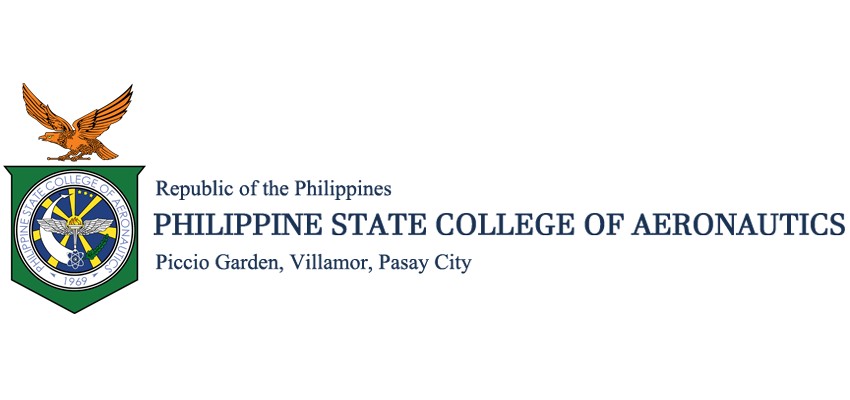 PHILIPPINE STATE COLLEGE OF AERONAUTICS
1969
Republic of the Philippines
PHILIPPINE STATE COLLEGE OF AERONAUTICS
Piccio Garden, Villamor, Pasay City